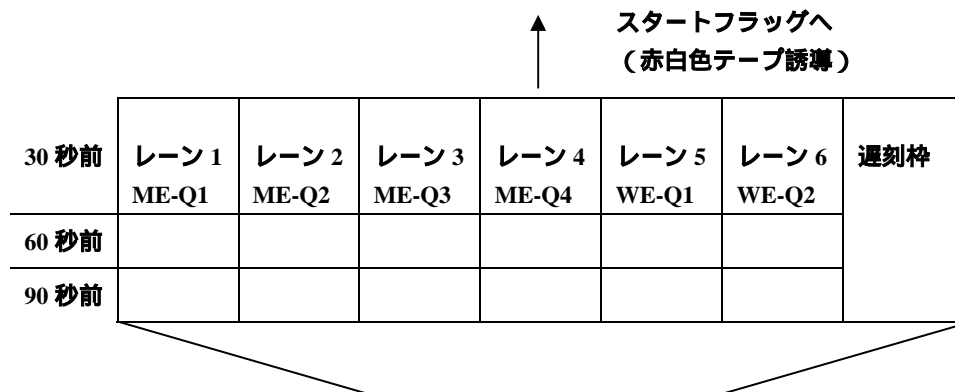 スタートフラッグへ
（赤白色テープ誘導）
30 秒前 レーン 1 レーン 2 レーン 3 レーン 4 レーン 5 レーン 6 遅刻枠
ME-Q1 ME-Q2 ME-Q3 ME-Q4 WE-Q1 WE-Q2
60 秒前
90 秒前